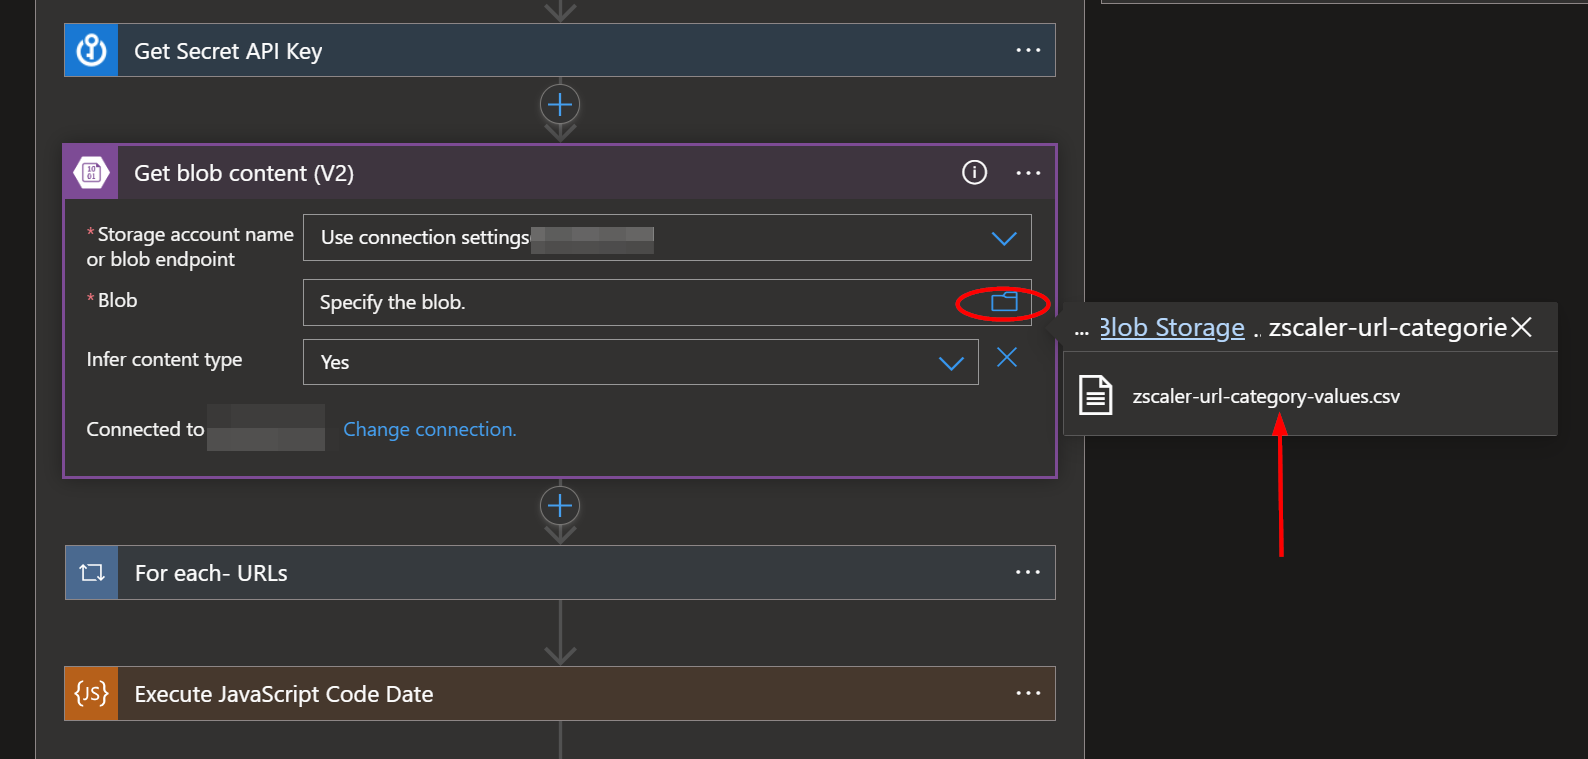 Get Secret API Key
Get blob content (V2)
* Storage account name
or blob endpoint
Use connection settings
* Blob
Specify the blob.
... Blob Storage .. zscaler-url-categorie
zscaler-url-category-values.csv
Infer content type
Yes
Connected to
Change connection.
For each- URLs
{JS}
Execute JavaScript Code Date